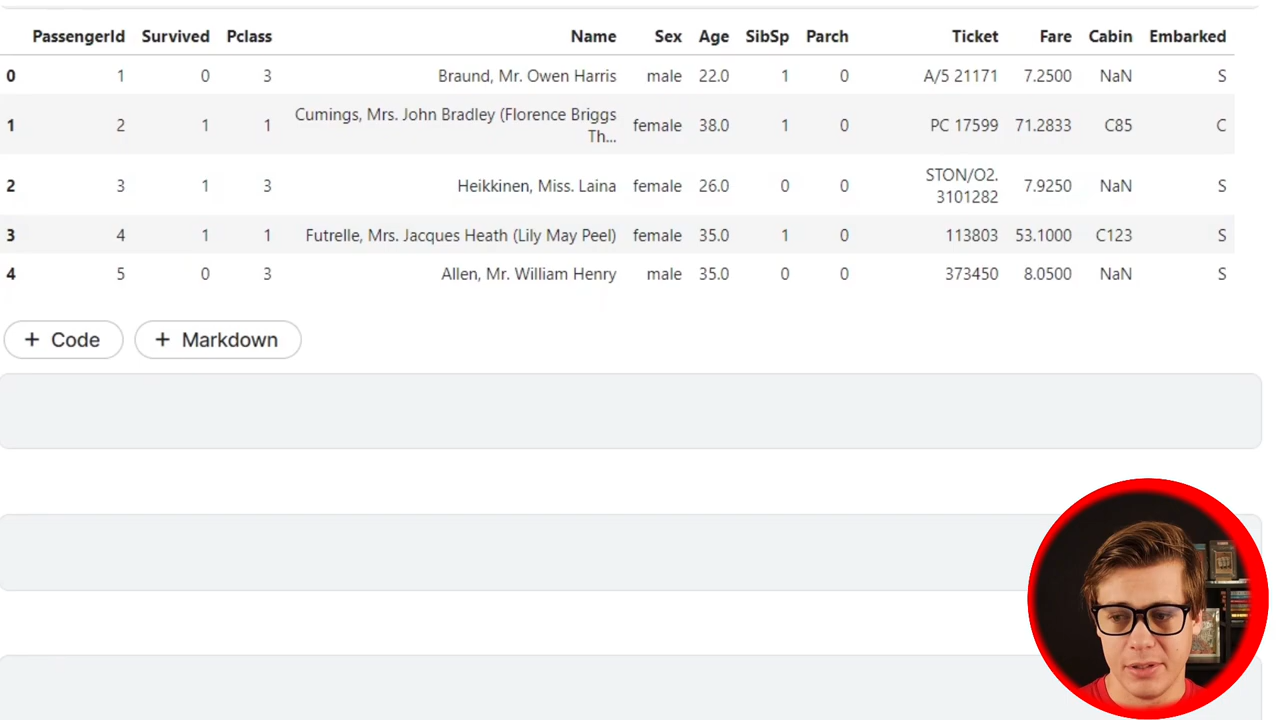 PassengerId Survived Pclass Name Sex Age SibSp Parch Ticket Fare Cabin Embarked
0 1 0 3 Braund, Mr. Owen Harris male 22.0 1 0 A/5 21171 7.2500 NaN S
1 2 1 1 Cumings, Mrs. John Bradley (Florence Briggs Th... female 38.0 1 0 PC 17599 71.2833 C85 C
2 3 1 3 Heikkinen, Miss. Laina female 26.0 0 0 STON/O2. 3101282 7.9250 NaN S
3 4 1 1 Futrelle, Mrs. Jacques Heath (Lily May Peel) female 35.0 1 0 113803 53.1000 C123 S
4 5 0 3 Allen, Mr. William Henry male 35.0 0 0 373450 8.0500 NaN S
+ Code + Markdown